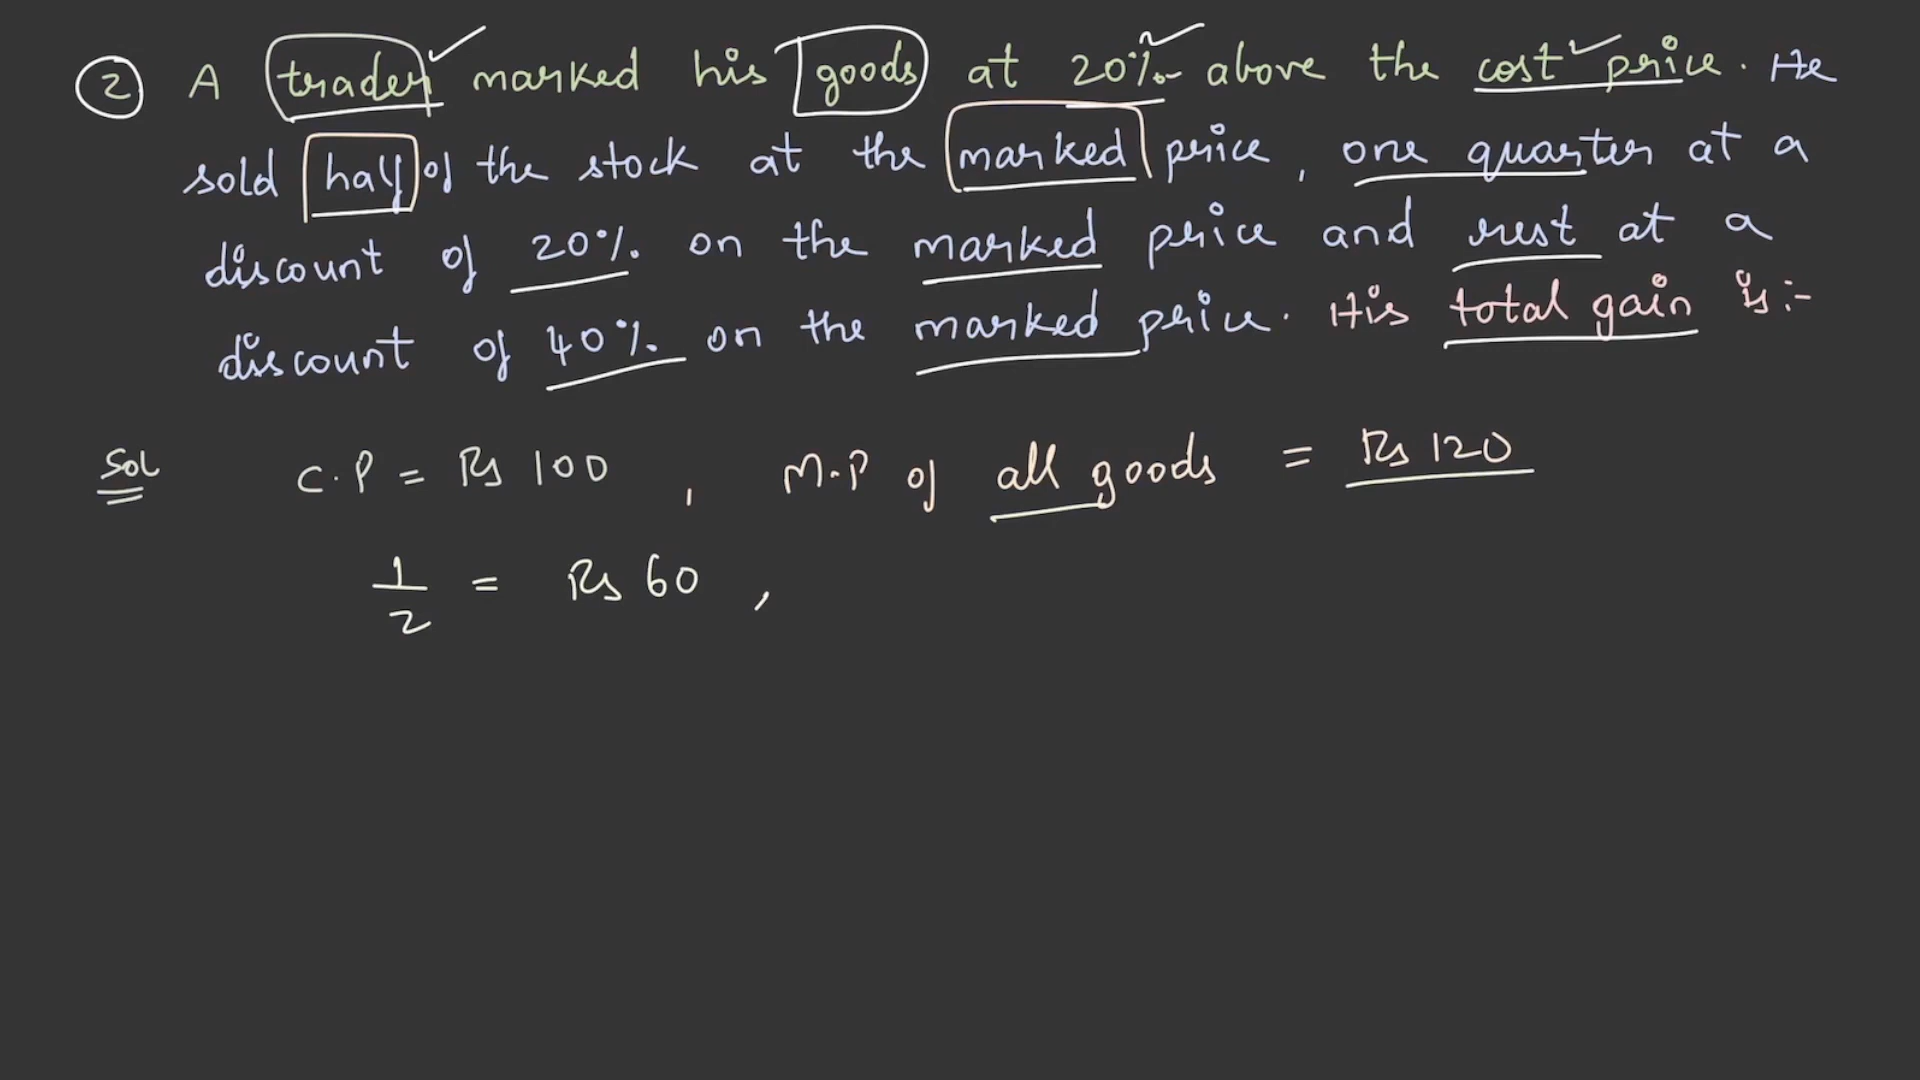 ② A trader marked his goods at 20% above the cost price. He
sold half of the stock at the marked price, one quarter at a
discount of 20% on the marked price and rest at a
discount of 40% on the marked price. His total gain is :-
Sol C.P = Rs 100 , M.P of all goods = Rs 120
1/2 = Rs 60 ,